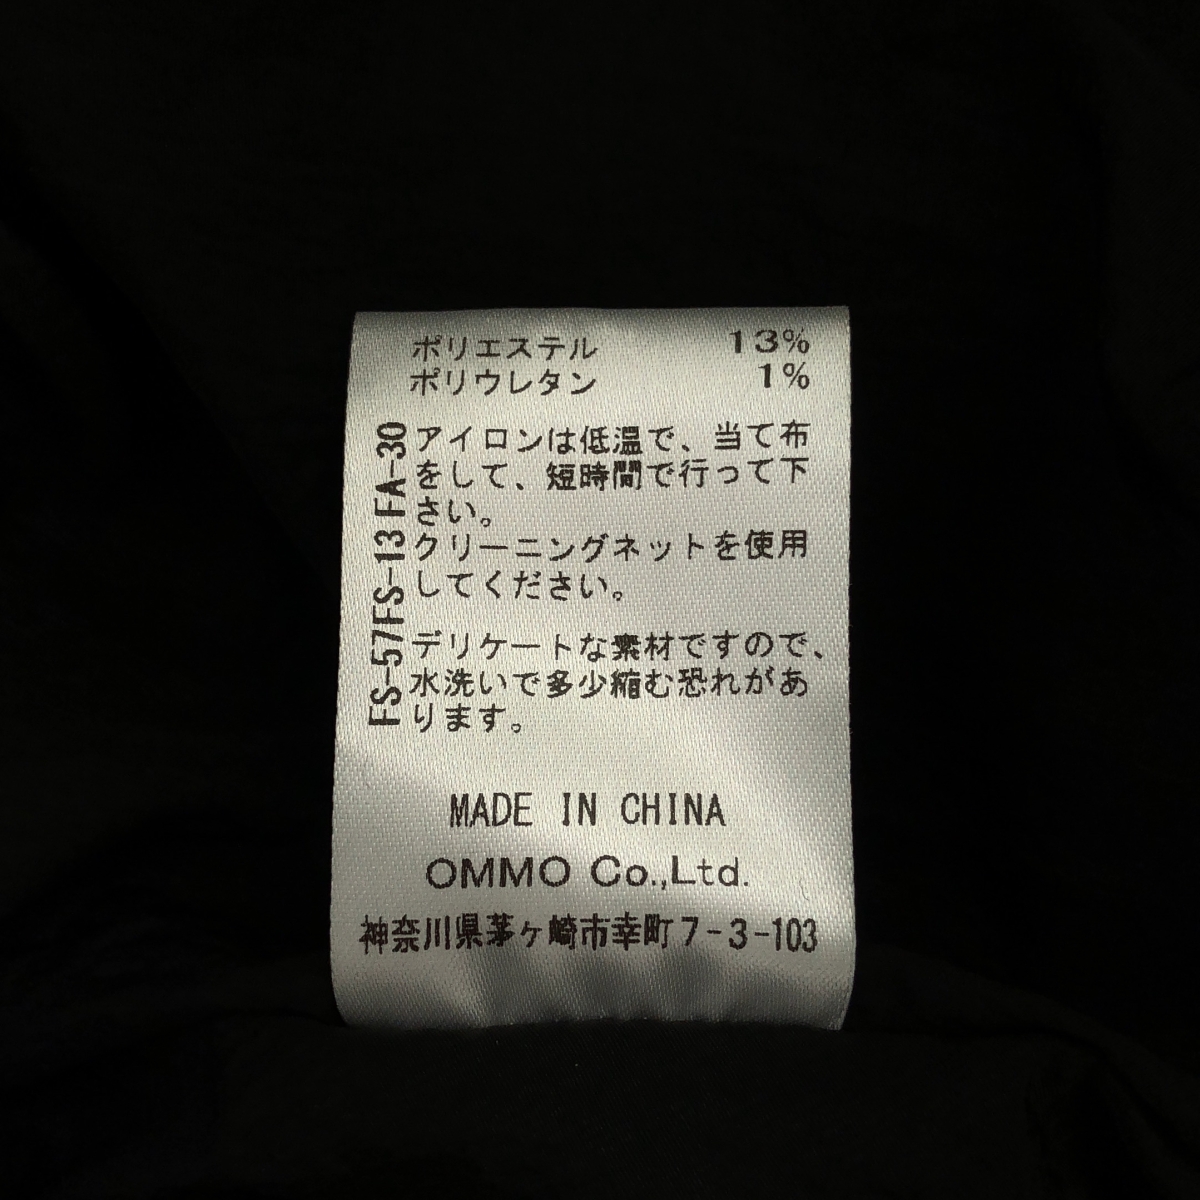 ポリエステル 13%
ポリウレタン 1%
アイロンは低温で、当て布
をして、短時間で行って下
さい。
クリーニングネットを使用
してください。
デリケートな素材ですので、
水洗いで多少縮む恐れがあ
ります。
FS-57FS-13 FA-30
MADE IN CHINA
OMMO Co.,Ltd.
神奈川県茅ヶ崎市幸町7-3-103